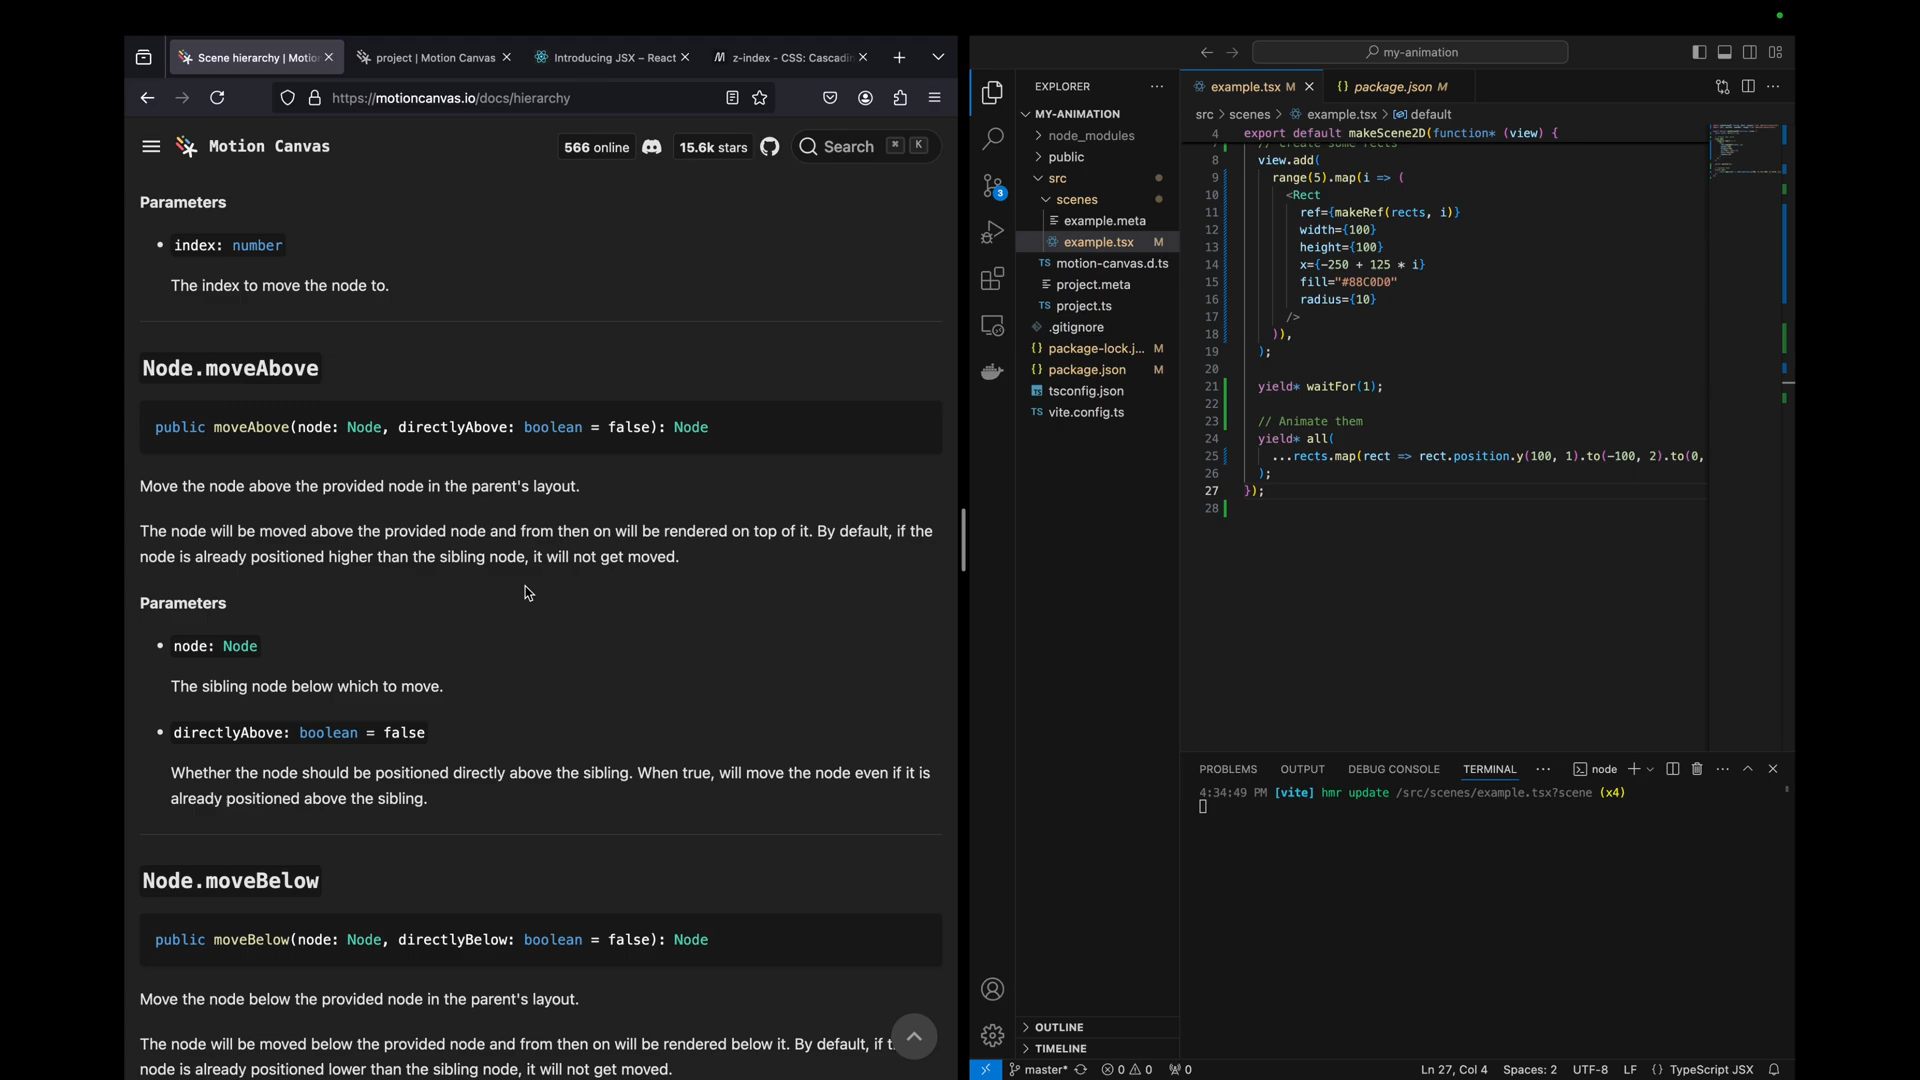 Scene hierarchy | Motion
project | Motion Canvas
Introducing JSX – React
z-index - CSS: Cascadin
https://motioncanvas.io/docs/hierarchy
Motion Canvas
566 online
15.6k stars
Search ⌘ K
Parameters
• index: number
The index to move the node to.
Node.moveAbove
public moveAbove(node: Node, directlyAbove: boolean = false): Node
Move the node above the provided node in the parent's layout.
The node will be moved above the provided node and from then on will be rendered on top of it. By default, if the
node is already positioned higher than the sibling node, it will not get moved.
Parameters
• node: Node
The sibling node below which to move.
• directlyAbove: boolean = false
Whether the node should be positioned directly above the sibling. When true, will move the node even if it is
already positioned above the sibling.
Node.moveBelow
public moveBelow(node: Node, directlyBelow: boolean = false): Node
Move the node below the provided node in the parent's layout.
The node will be moved below the provided node and from then on will be rendered below it. By default, if
node is already positioned lower than the sibling node, it will not get moved.
my-animation
EXPLORER
MY-ANIMATION
node_modules
public
src
scenes
example.meta
example.tsx M
motion-canvas.d.ts
project.meta
TS project.ts
.gitignore
{} package-lock.j... M
{} package.json M
tsconfig.json
TS vite.config.ts
OUTLINE
TIMELINE
3
example.tsx M
{} package.json M
src > scenes > example.tsx > default
4 export default makeScene2D(function* (view) {
7 // Create some rects
8 view.add(
9 range(5).map(i => (
10 <Rect
11 ref={makeRef(rects, i)}
12 width={100}
13 height={100}
14 x={-250 + 125 * i}
15 fill="#88C0D0"
16 radius={10}
17 />
18 )),
19 );
20
21 yield* waitFor(1);
22
23 // Animate them
24 yield* all(
25 ...rects.map(rect => rect.position.y(100, 1).to(-100, 2).to(0,
26 );
27 });
28
PROBLEMS OUTPUT DEBUG CONSOLE TERMINAL
node
4:34:49 PM [vite] hmr update /src/scenes/example.tsx?scene (x4)
master*
0 0
0
Ln 27, Col 4
Spaces: 2
UTF-8
LF
{} TypeScript JSX